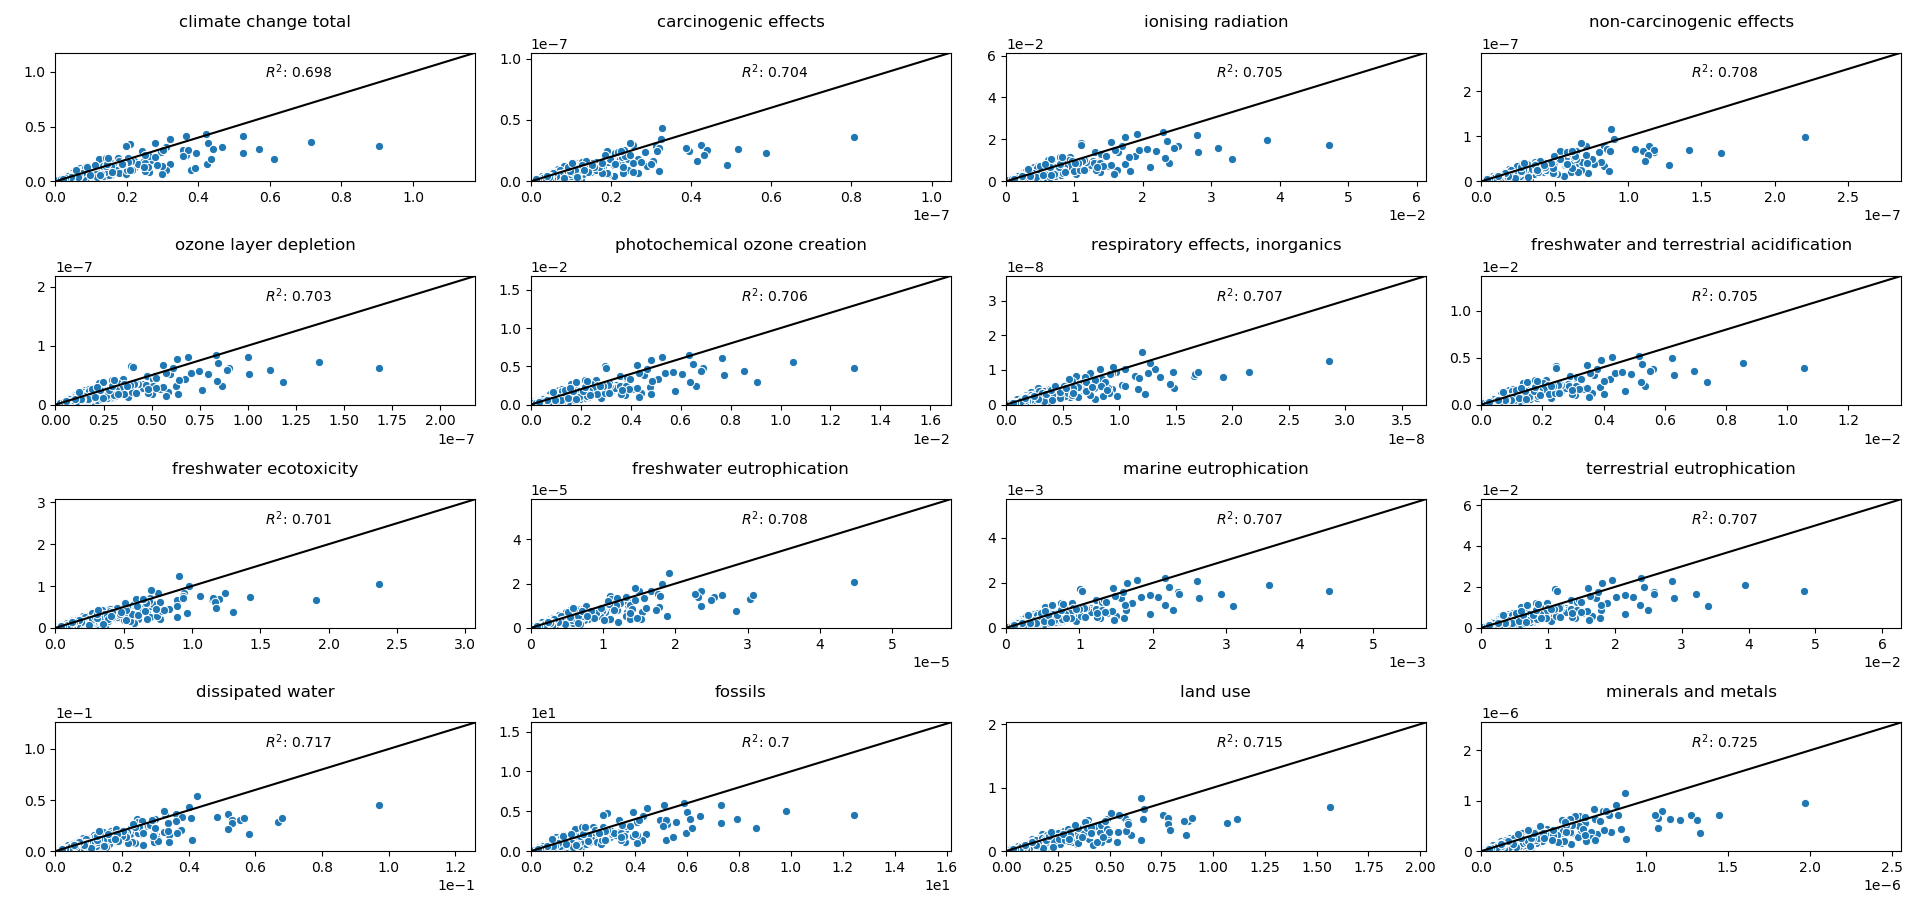 climate change total
carcinogenic effects
ionising radiation
non-carcinogenic effects
1e−7
1e−2
1e−7
R²: 0.698
R²: 0.704
R²: 0.705
R²: 0.708
1.0
0.5
0.0
1.0
0.5
0.0
6
4
2
0
2
1
0
0.0 0.2 0.4 0.6 0.8 1.0
0.0 0.2 0.4 0.6 0.8 1.0
0 1 2 3 4 5 6
0.0 0.5 1.0 1.5 2.0 2.5
1e−7
1e−2
1e−7
ozone layer depletion
photochemical ozone creation
respiratory effects, inorganics
freshwater and terrestrial acidification
1e−7
1e−2
1e−8
1e−2
R²: 0.703
R²: 0.706
R²: 0.707
R²: 0.705
2
1
0
1.5
1.0
0.5
0.0
3
2
1
0
1.0
0.5
0.0
0.00 0.25 0.50 0.75 1.00 1.25 1.50 1.75 2.00
0.0 0.2 0.4 0.6 0.8 1.0 1.2 1.4 1.6
0.0 0.5 1.0 1.5 2.0 2.5 3.0 3.5
0.0 0.2 0.4 0.6 0.8 1.0 1.2
1e−7
1e−2
1e−8
1e−2
freshwater ecotoxicity
freshwater eutrophication
marine eutrophication
terrestrial eutrophication
1e−5
1e−3
1e−2
R²: 0.701
R²: 0.708
R²: 0.707
R²: 0.707
3
2
1
0
4
2
0
4
2
0
6
4
2
0
0.0 0.5 1.0 1.5 2.0 2.5 3.0
0 1 2 3 4 5
0 1 2 3 4 5
0 1 2 3 4 5 6
1e−5
1e−3
1e−2
dissipated water
fossils
land use
minerals and metals
1e−1
1e1
1e−6
R²: 0.717
R²: 0.7
R²: 0.715
R²: 0.725
1.0
0.5
0.0
1.5
1.0
0.5
0.0
2
1
0
2
1
0
0.0 0.2 0.4 0.6 0.8 1.0 1.2
0.0 0.2 0.4 0.6 0.8 1.0 1.2 1.4 1.6
0.00 0.25 0.50 0.75 1.00 1.25 1.50 1.75 2.00
0.0 0.5 1.0 1.5 2.0 2.5
1e−1
1e1
1e−6